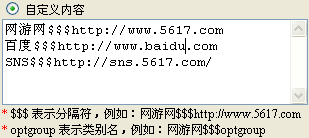 自定义内容
网游网$$$http://www.5617.com
百度$$$http://www.baidu.com
SNS$$$http://sns.5617.com/
* $$$ 表示分隔符，例如：网游网$$$http://www.5617.com
* optgroup 表示类别名，例如：网游网$$$optgroup